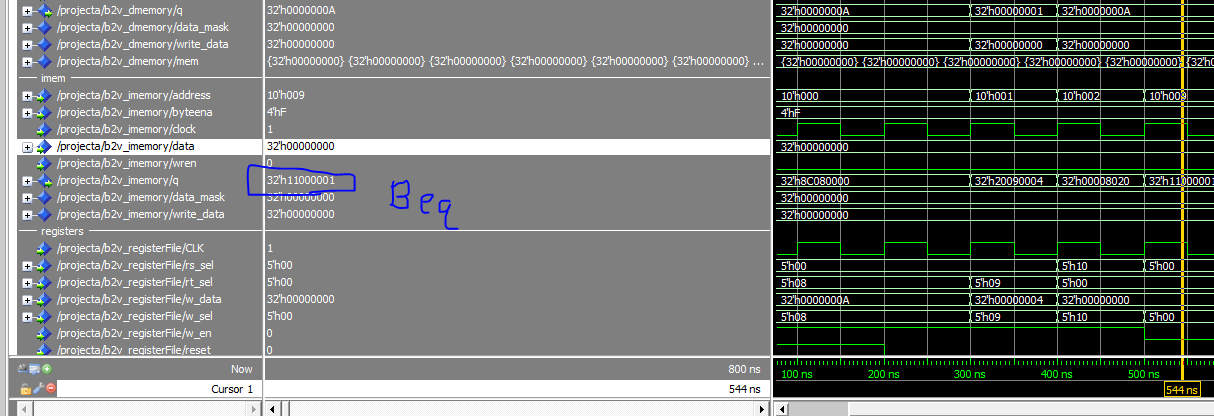 /projecta/b2v_dmemory/q 32'h0000000A 32'h0000000A 32'h00000001 32'h0000000A
/projecta/b2v_dmemory/data_mask 32'h00000000 32'h00000000
/projecta/b2v_dmemory/write_data 32'h00000000 32'h00000000 32'h00000000 32'h00000000
/projecta/b2v_dmemory/mem {32'h00000000} {32'h00000000} {32'h00000000} {32'h00000000} {32'h00000000} {32'h00000000} ... {32'h00000000} {32'h00000000} {32'h00000000} {32'h00000000} {32'h00
imem
/projecta/b2v_imemory/address 10'h009 10'h000 10'h001 10'h002 10'h009
/projecta/b2v_imemory/byteena 4'hF 4'hF
/projecta/b2v_imemory/clock 1
/projecta/b2v_imemory/data 32'h00000000 32'h00000000
/projecta/b2v_imemory/wren 0
/projecta/b2v_imemory/q 32'h11000001 32'h8C080000 32'h20090004 32'h00008020 32'h11000001
/projecta/b2v_imemory/data_mask 32'h00000000 32'h00000000
Beq
/projecta/b2v_imemory/write_data 32'h00000000 32'h00000000
registers
/projecta/b2v_registerFile/CLK 1
/projecta/b2v_registerFile/rs_sel 5'h00 5'h00 5'h10 5'h00
/projecta/b2v_registerFile/rt_sel 5'h00 5'h08 5'h09 5'h00
/projecta/b2v_registerFile/w_data 32'h00000000 32'h0000000A 32'h00000004 32'h00000000
/projecta/b2v_registerFile/w_sel 5'h00 5'h08 5'h09 5'h10 5'h00
/projecta/b2v_registerFile/w_en 0
/projecta/b2v_registerFile/reset 0
Now 800 ns 100 ns 200 ns 300 ns 400 ns 500 ns
Cursor 1 544 ns 544 ns